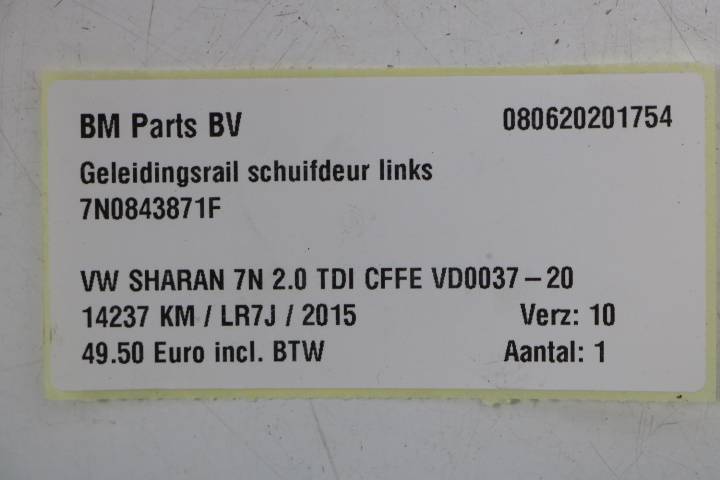 BM Parts BV 080620201754
Geleidingsrail schuifdeur links
7N0843871F
VW SHARAN 7N 2.0 TDI CFFE VD0037-20
14237 KM / LR7J / 2015 Verz: 10
49.50 Euro incl. BTW Aantal: 1